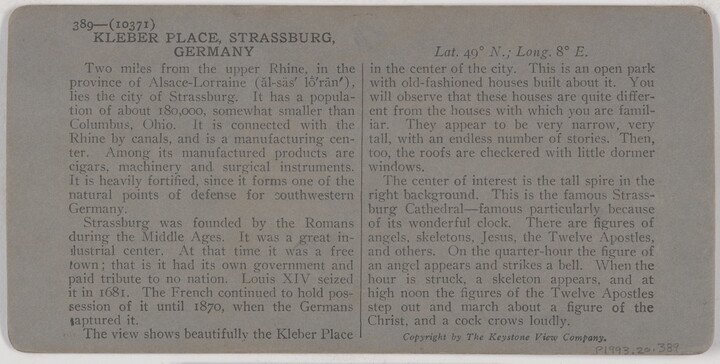 389—(10371)
KLEBER PLACE, STRASSBURG,
GERMANY
Two miles from the upper Rhine, in the
province of Alsace-Lorraine (ăl-săs′ lô′rān′),
lies the city of Strassburg. It has a popula-
tion of about 180,000, somewhat smaller than
Columbus, Ohio. It is connected with the
Rhine by canals, and is a manufacturing cen-
ter. Among its manufactured products are
cigars, machinery and surgical instruments.
It is heavily fortified, since it forms one of the
natural points of defense for southwestern
Germany.
Strassburg was founded by the Romans
during the Middle Ages. It was a great in-
dustrial center. At that time it was a free
town; that is it had its own government and
paid tribute to no nation. Louis XIV seized
it in 1681. The French continued to hold pos-
session of it until 1870, when the Germans
captured it.
The view shows beautifully the Kleber Place
Lat. 49° N.; Long. 8° E.
in the center of the city. This is an open park
with old-fashioned houses built about it. You
will observe that these houses are quite differ-
ent from the houses with which you are famil-
iar. They appear to be very narrow, very
tall, with an endless number of stories. Then,
too, the roofs are checkered with little dormer
windows.
The center of interest is the tall spire in the
right background. This is the famous Strass-
burg Cathedral—famous particularly because
of its wonderful clock. There are figures of
angels, skeletons, Jesus, the Twelve Apostles,
and others. On the quarter-hour the figure of
an angel appears and strikes a bell. When the
hour is struck, a skeleton appears, and at
high noon the figures of the Twelve Apostles
step out and march about a figure of the
Christ, and a cock crows loudly.
Copyright by The Keystone View Company.
P1993.20.389